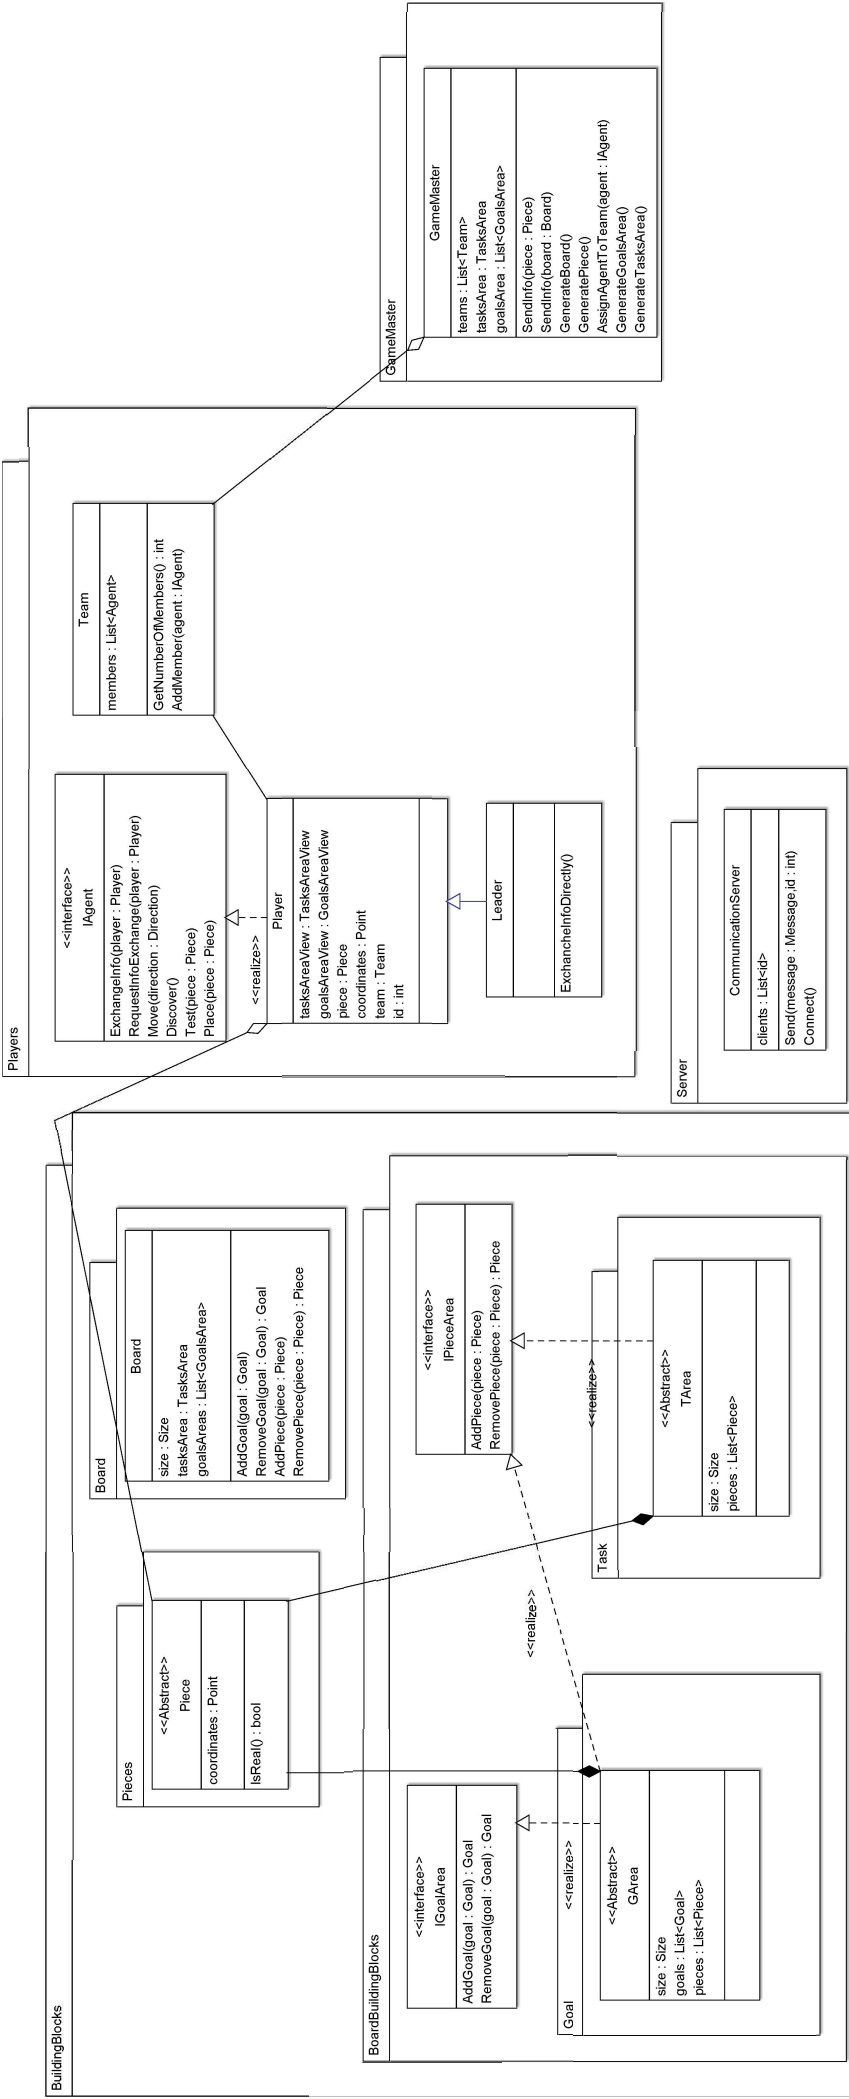 BuildingBlocks
Pieces
<<Abstract>>
Piece
coordinates : Point
IsReal() : bool
Board
Board
size : Size
tasksArea : TasksArea
goalsAreas : List<GoalsArea>
AddGoal(goal : Goal)
RemoveGoal(goal : Goal) : Goal
AddPiece(piece : Piece)
RemovePiece(piece : Piece) : Piece
BoardBuildingBlocks
<<interface>>
IGoalArea
AddGoal(goal : Goal) : Goal
RemoveGoal(goal : Goal) : Goal
<<interface>>
IPieceArea
AddPiece(piece : Piece)
RemovePiece(piece : Piece) : Piece
<<realize>>
Goal
<<realize>>
<<Abstract>>
GArea
size : Size
goals : List<Goal>
pieces : List<Piece>
Task
<<realize>>
<<Abstract>>
TArea
size : Size
pieces : List<Piece>
Players
<<interface>>
IAgent
ExchangeInfo(player : Player)
RequestInfoExchange(player : Player)
Move(direction : Direction)
Discover()
Test(piece : Piece)
Place(piece : Piece)
Team
members : List<Agent>
GetNumberOfMembers() : int
AddMember(agent : IAgent)
<<realize>>
Player
tasksAreaView : TasksAreaView
goalsAreaView : GoalsAreaView
piece : Piece
coordinates : Point
team : Team
id : int
Leader
ExchancheInfoDirectly()
Server
CommunicationServer
clients : List<id>
Send(message : Message,id : int)
Connect()
GameMaster
GameMaster
teams : List<Team>
tasksArea : TasksArea
goalsArea : List<GoalsArea>
SendInfo(piece : Piece)
SendInfo(board : Board)
GenerateBoard()
GeneratePiece()
AssignAgentToTeam(agent : IAgent)
GenerateGoalsArea()
GenerateTasksArea()